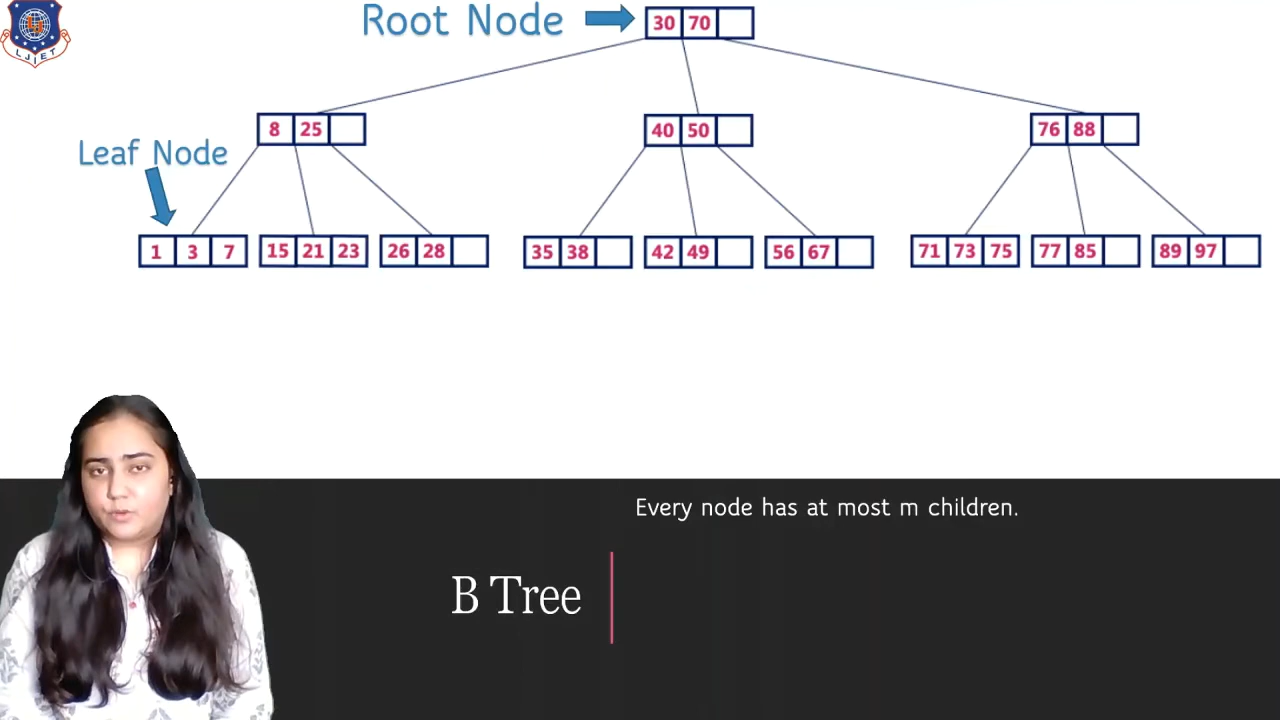 Root Node
30 70
LJIET
8 25
40 50
76 88
Leaf Node
1 3 7
15 21 23
26 28
35 38
42 49
56 67
71 73 75
77 85
89 97
Every node has at most m children.
B Tree